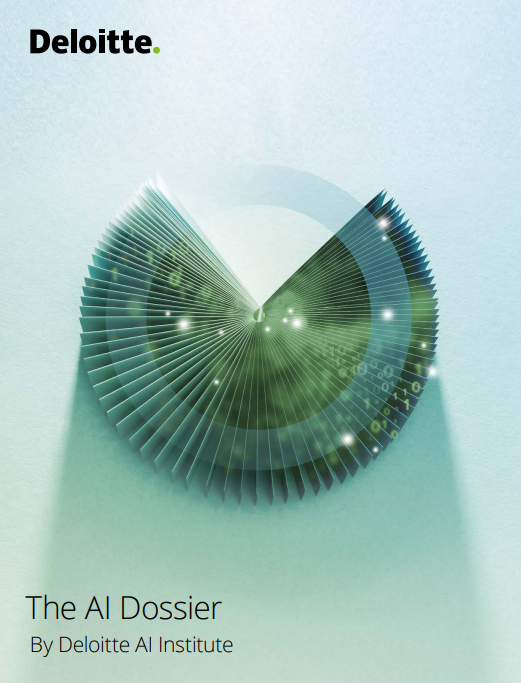 Deloitte.
The AI Dossier
By Deloitte AI Institute